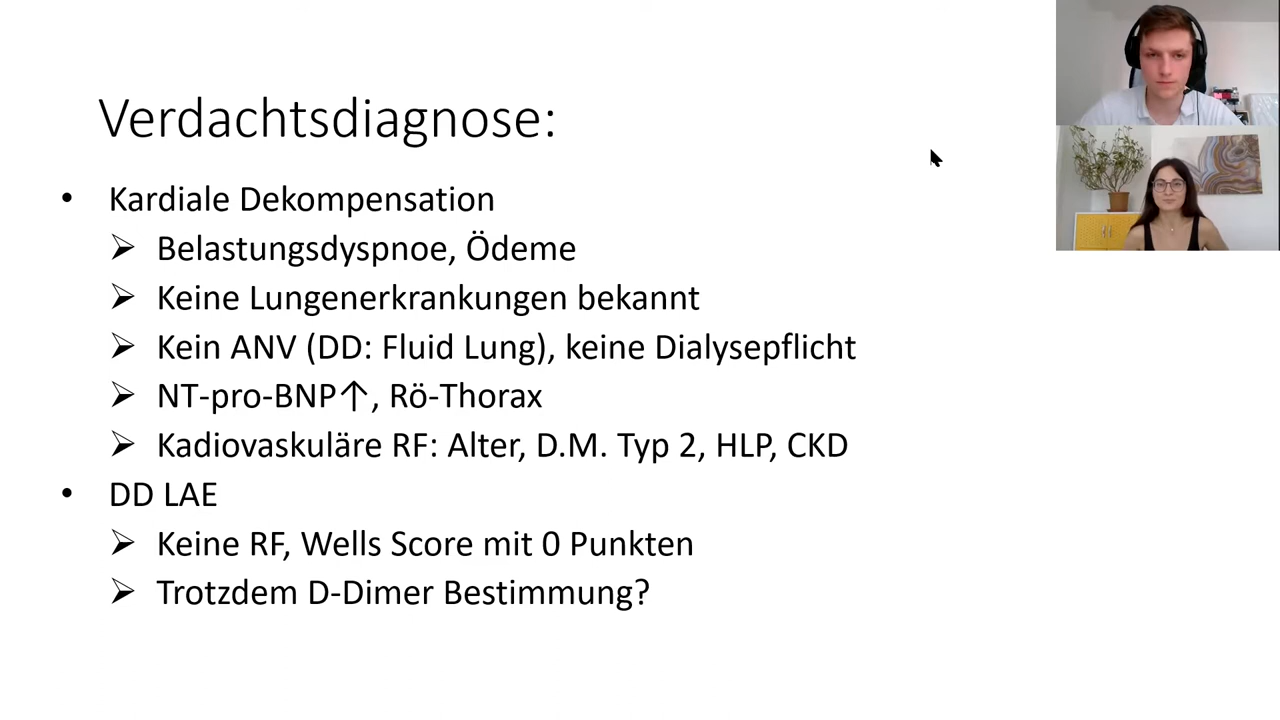 Verdachtsdiagnose:
• Kardiale Dekompensation
➢ Belastungsdyspnoe, Ödeme
➢ Keine Lungenerkrankungen bekannt
➢ Kein ANV (DD: Fluid Lung), keine Dialysepflicht
➢ NT-pro-BNP↑, Rö-Thorax
➢ Kadiovaskuläre RF: Alter, D.M. Typ 2, HLP, CKD
• DD LAE
➢ Keine RF, Wells Score mit 0 Punkten
➢ Trotzdem D-Dimer Bestimmung?